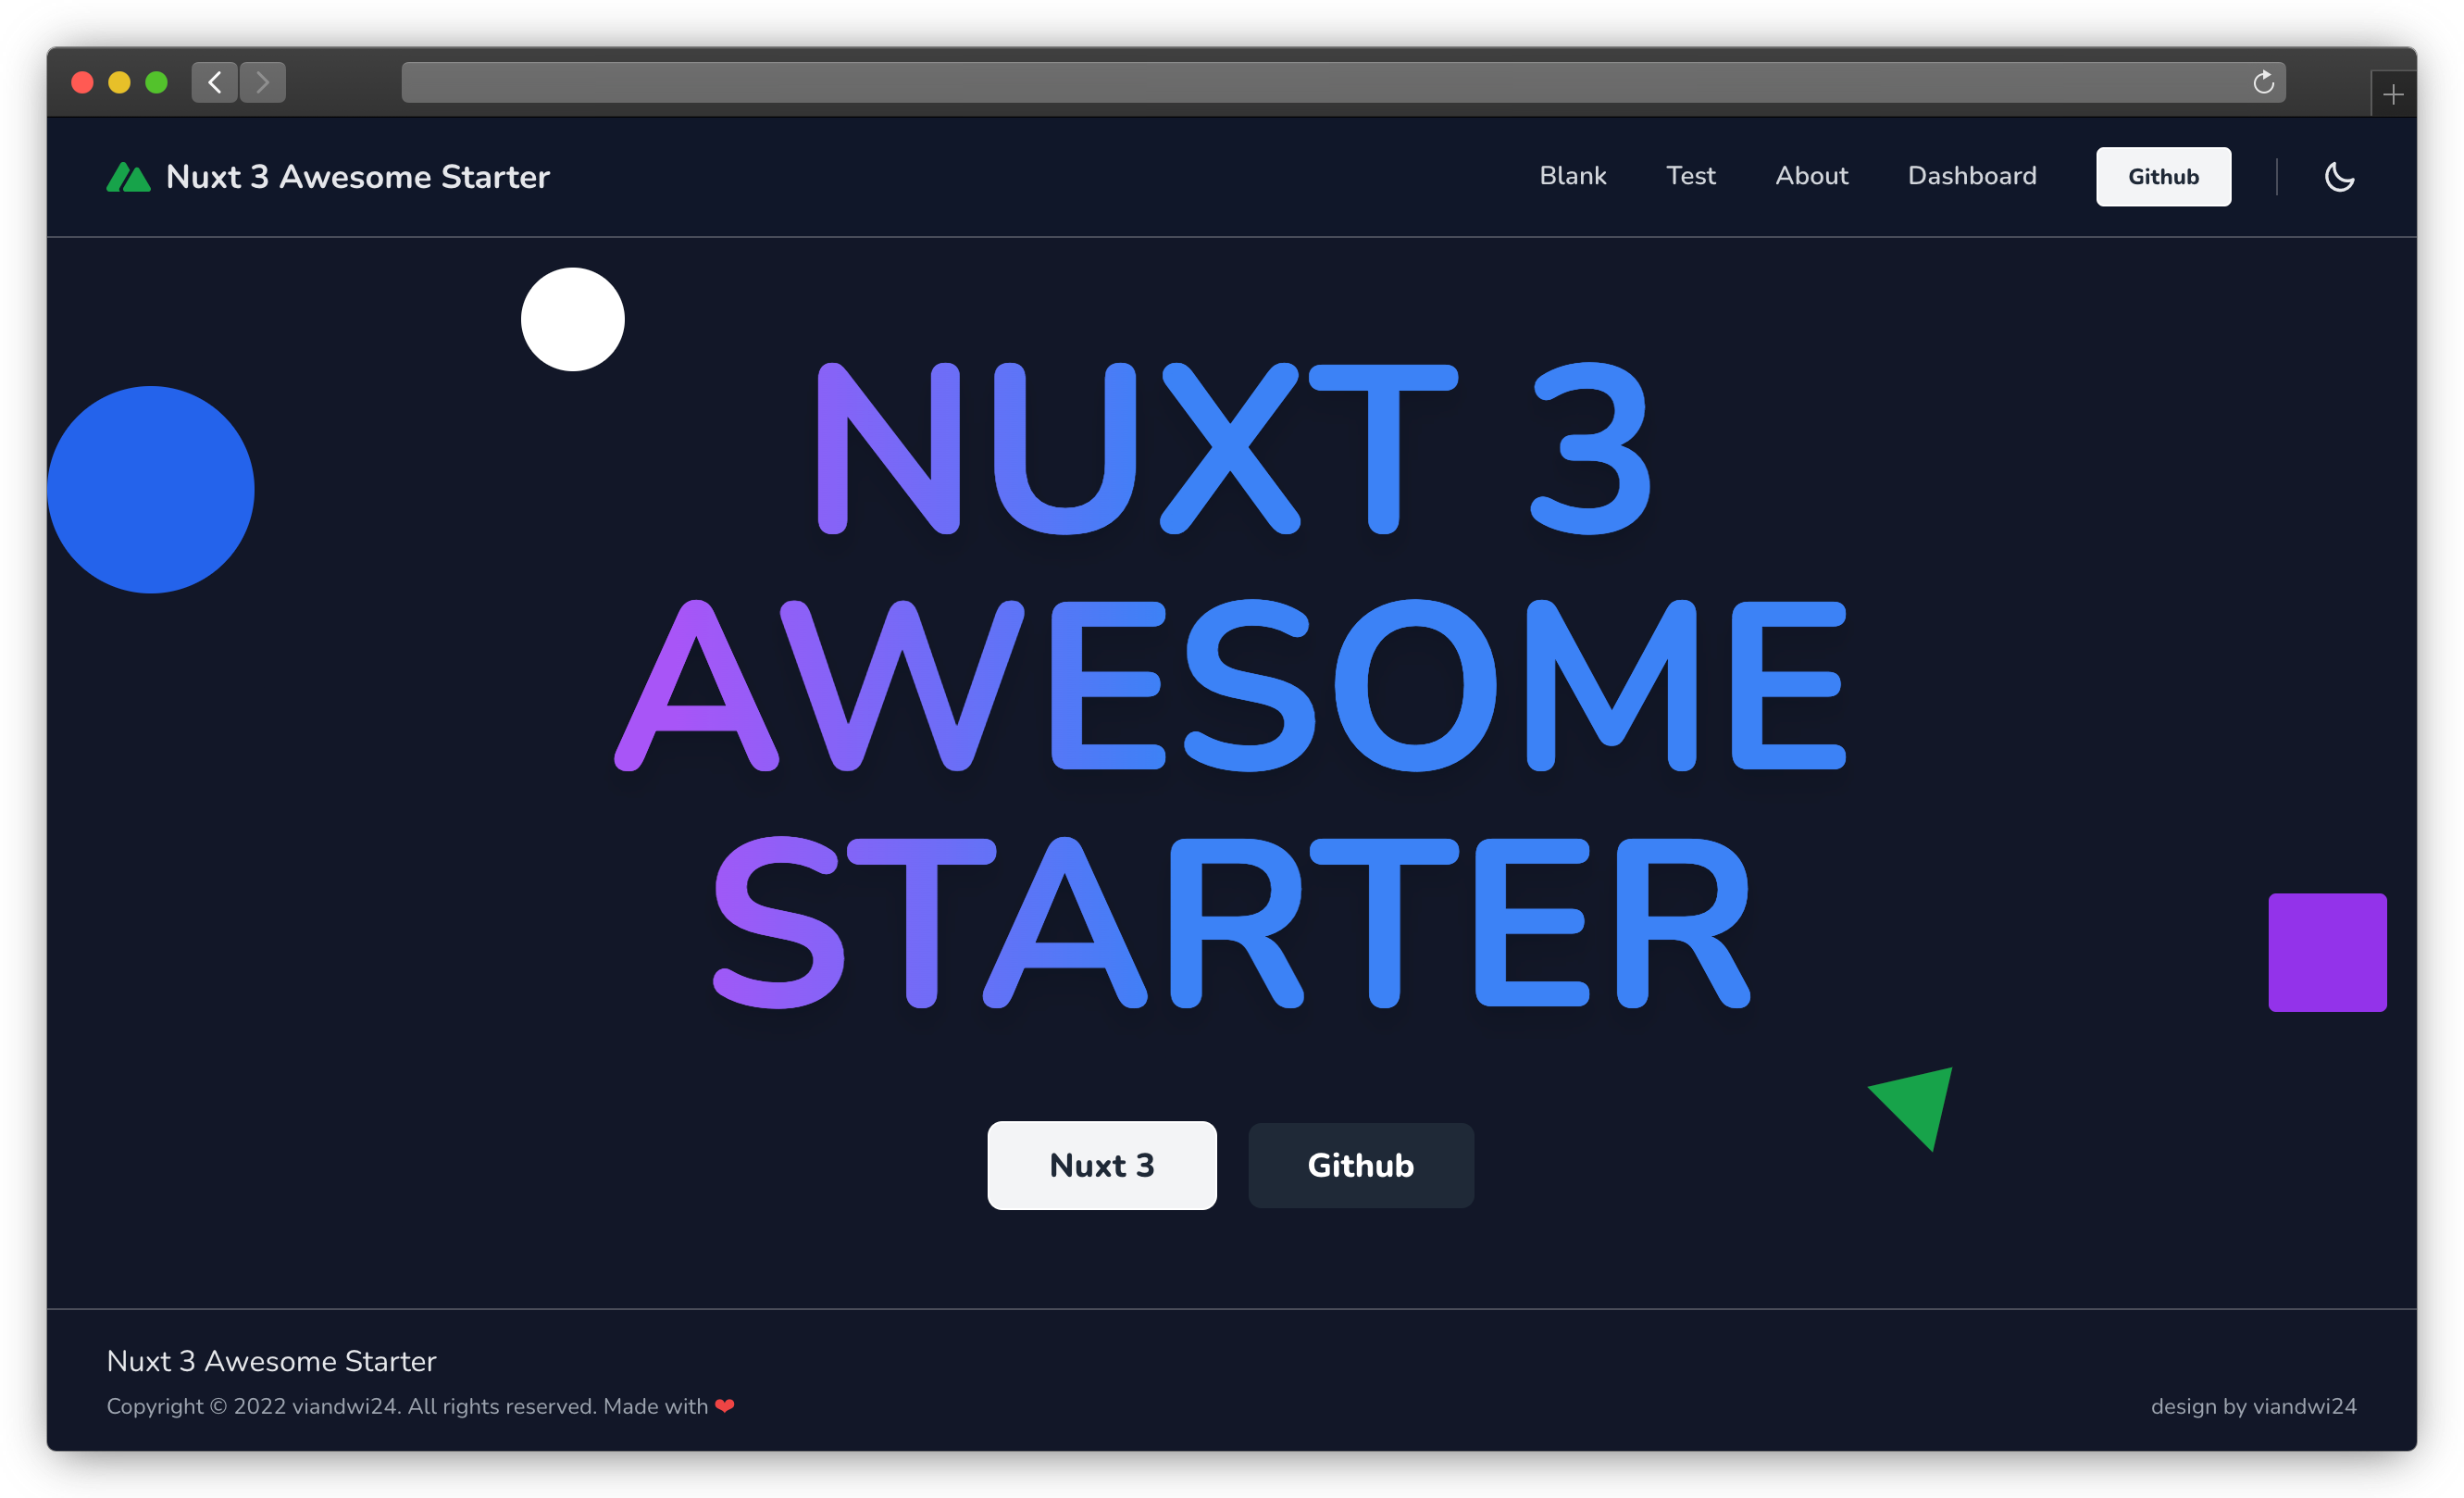 Nuxt 3 Awesome Starter
Blank Test About Dashboard Github
NUXT 3
AWESOME
STARTER
Nuxt 3 Github
Nuxt 3 Awesome Starter
Copyright © 2022 viandwi24. All rights reserved. Made with ❤
design by viandwi24